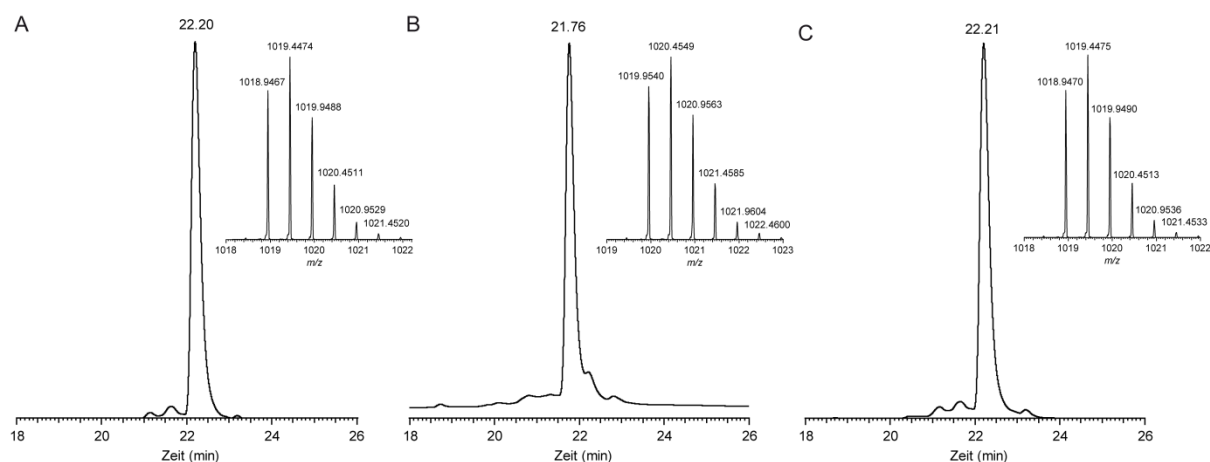 A
22.20
1019.4474
1018.9467
1019.9488
1020.4511
1020.9529
1021.4520
1018 1019 1020 1021 1022
m/z
18 20 22 24 26
Zeit (min)
B
21.76
1020.4549
1019.9540
1020.9563
1021.4585
1021.9604
1022.4600
1019 1020 1021 1022 1023
m/z
18 20 22 24 26
Zeit (min)
C
22.21
1019.4475
1018.9470
1019.9490
1020.4513
1020.9536
1021.4533
1018 1019 1020 1021 1022
m/z
18 20 22 24 26
Zeit (min)